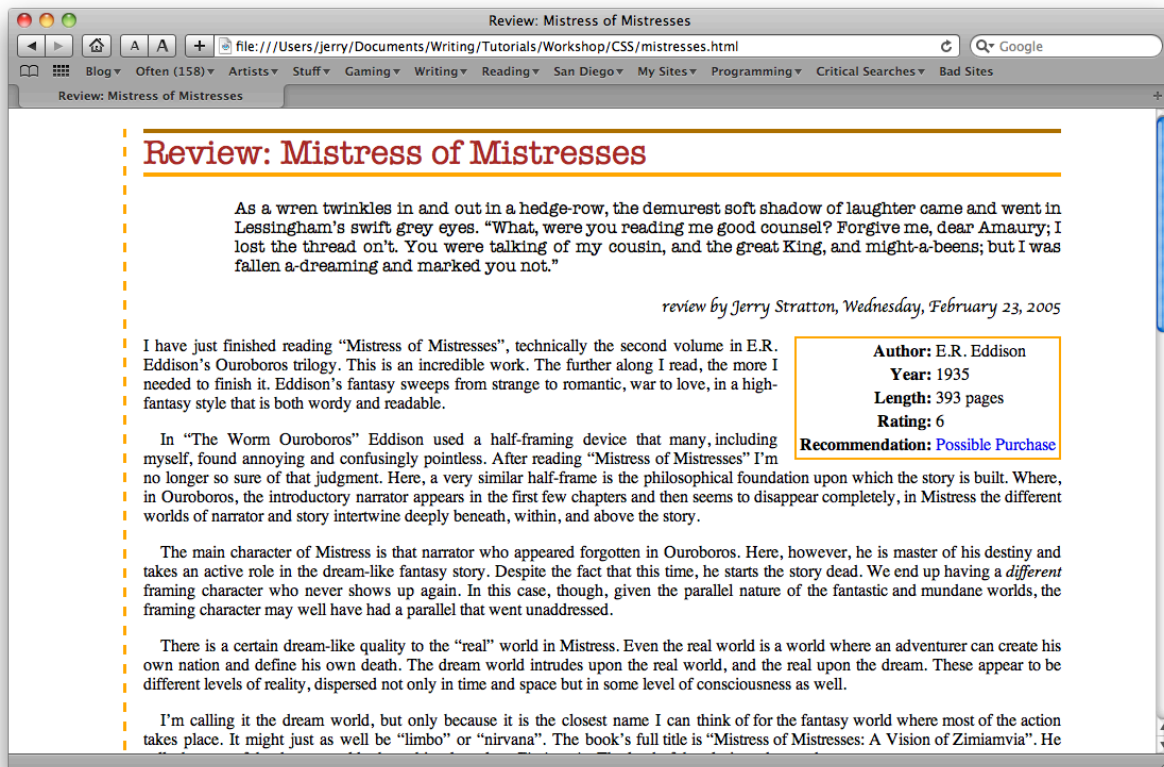 Review: Mistress of Mistresses
A A + file:///Users/jerry/Documents/Writing/Tutorials/Workshop/CSS/mistresses.html Google
Blog Often (158) Artists Stuff Gaming Writing Reading San Diego My Sites Programming Critical Searches Bad Sites
Review: Mistress of Mistresses
Review: Mistress of Mistresses
As a wren twinkles in and out in a hedge-row, the demurest soft shadow of laughter came and went in
Lessingham's swift grey eyes. “What, were you reading me good counsel? Forgive me, dear Amaury; I
lost the thread on't. You were talking of my cousin, and the great King, and might-a-beens; but I was
fallen a-dreaming and marked you not.”
review by Jerry Stratton, Wednesday, February 23, 2005
I have just finished reading “Mistress of Mistresses”, technically the second volume in E.R.
Eddison's Ouroboros trilogy. This is an incredible work. The further along I read, the more I
needed to finish it. Eddison's fantasy sweeps from strange to romantic, war to love, in a high-
fantasy style that is both wordy and readable.
Author: E.R. Eddison
Year: 1935
Length: 393 pages
Rating: 6
Recommendation: Possible Purchase
In “The Worm Ouroboros” Eddison used a half-framing device that many, including
myself, found annoying and confusingly pointless. After reading “Mistress of Mistresses” I'm
no longer so sure of that judgment. Here, a very similar half-frame is the philosophical foundation upon which the story is built. Where,
in Ouroboros, the introductory narrator appears in the first few chapters and then seems to disappear completely, in Mistress the different
worlds of narrator and story intertwine deeply beneath, within, and above the story.
The main character of Mistress is that narrator who appeared forgotten in Ouroboros. Here, however, he is master of his destiny and
takes an active role in the dream-like fantasy story. Despite the fact that this time, he starts the story dead. We end up having a different
framing character who never shows up again. In this case, though, given the parallel nature of the fantastic and mundane worlds, the
framing character may well have had a parallel that went unaddressed.
There is a certain dream-like quality to the “real” world in Mistress. Even the real world is a world where an adventurer can create his
own nation and define his own death. The dream world intrudes upon the real world, and the real upon the dream. These appear to be
different levels of reality, dispersed not only in time and space but in some level of consciousness as well.
I'm calling it the dream world, but only because it is the closest name I can think of for the fantasy world where most of the action
takes place. It might just as well be “limbo” or “nirvana”. The book's full title is “Mistress of Mistresses: A Vision of Zimiamvia”. He